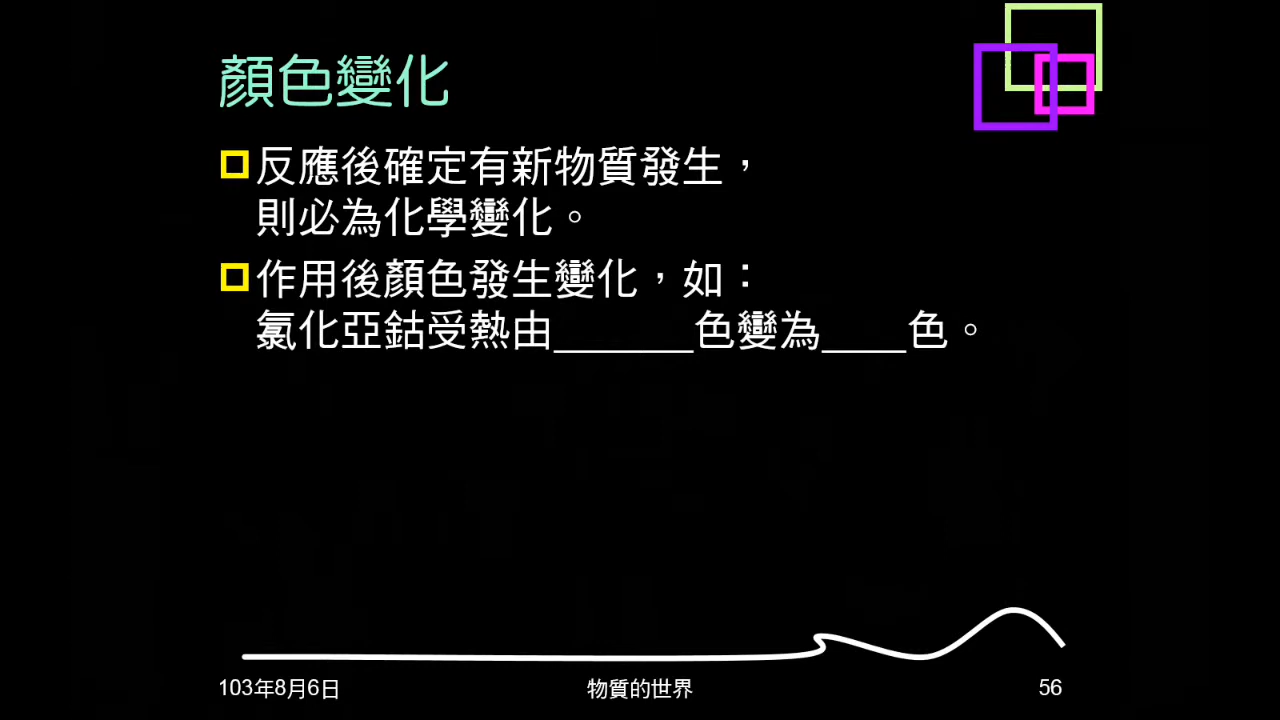 顏色變化
反應後確定有新物質發生，
則必為化學變化。
作用後顏色發生變化，如：
氯化亞鈷受熱由______色變為____色。
103年8月6日
物質的世界
56